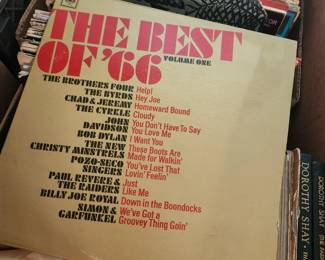 THE BEST
OF '66 VOLUME ONE
THE BROTHERS FOUR Help!
THE BYRDS Hey Joe
CHAD & JEREMY Homeward Bound
THE CYRKLE Cloudy
JOHN DAVIDSON You Don't Have To Say You Love Me
BOB DYLAN I Want You
THE NEW CHRISTY MINSTRELS These Boots Are Made for Walkin'
POZO-SECO SINGERS You've Lost That Lovin' Feelin'
PAUL REVERE & THE RAIDERS Just Like Me
BILLY JOE ROYAL Down in the Boondocks
SIMON & GARFUNKEL We've Got a Groovey Thing Goin'
DOROTHY SHAY
DOROTHY SHAY